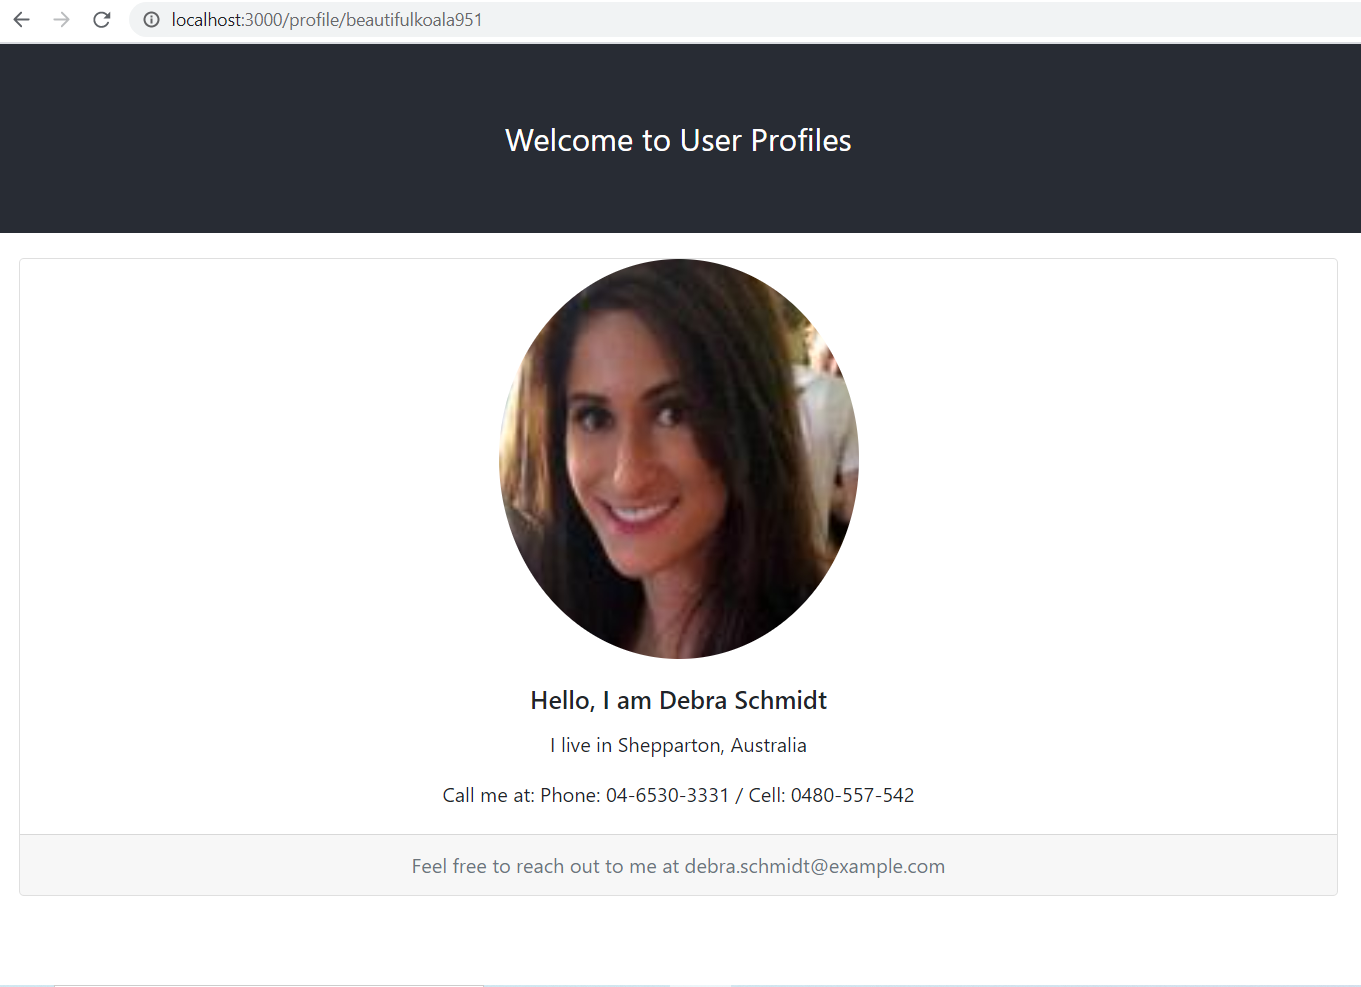 localhost:3000/profile/beautifulkoala951
Welcome to User Profiles
Hello, I am Debra Schmidt
I live in Shepparton, Australia
Call me at: Phone: 04-6530-3331 / Cell: 0480-557-542
Feel free to reach out to me at debra.schmidt@example.com